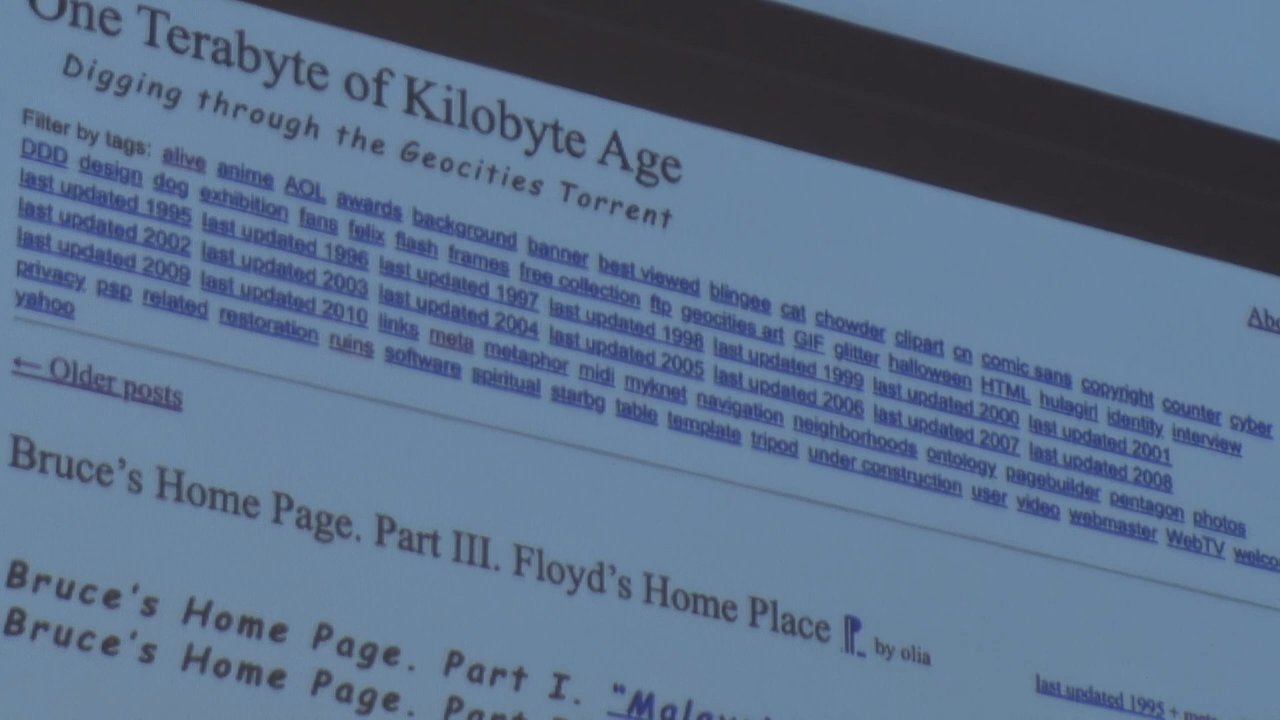 One Terabyte of Kilobyte Age
Digging through the Geocities Torrent
Filter by tags: alive anime AOL awards background banner best viewed blingee cat chowder clipart cn comic sans copyright counter cyber
DDD design dog exhibition fans felix flash frames free collection ftp geocities art GIF glitter halloween HTML hulagirl identity interview
last updated 1995 last updated 1996 last updated 1997 last updated 1998 last updated 1999 last updated 2000 last updated 2001
last updated 2002 last updated 2003 last updated 2004 last updated 2005 last updated 2006 last updated 2007 last updated 2008
last updated 2009 last updated 2010 links meta metaphor midi myknet navigation neighborhoods ontology pagebuilder pentagon photos
privacy psp related restoration ruins software spiritual starbg table template tripod under construction user video webmaster WebTV
yahoo
← Older posts
Bruce's Home Page. Part III. Floyd's Home Place by olia
last updated 1995 +
Bruce's Home Page. Part I.
Bruce's Home Page.